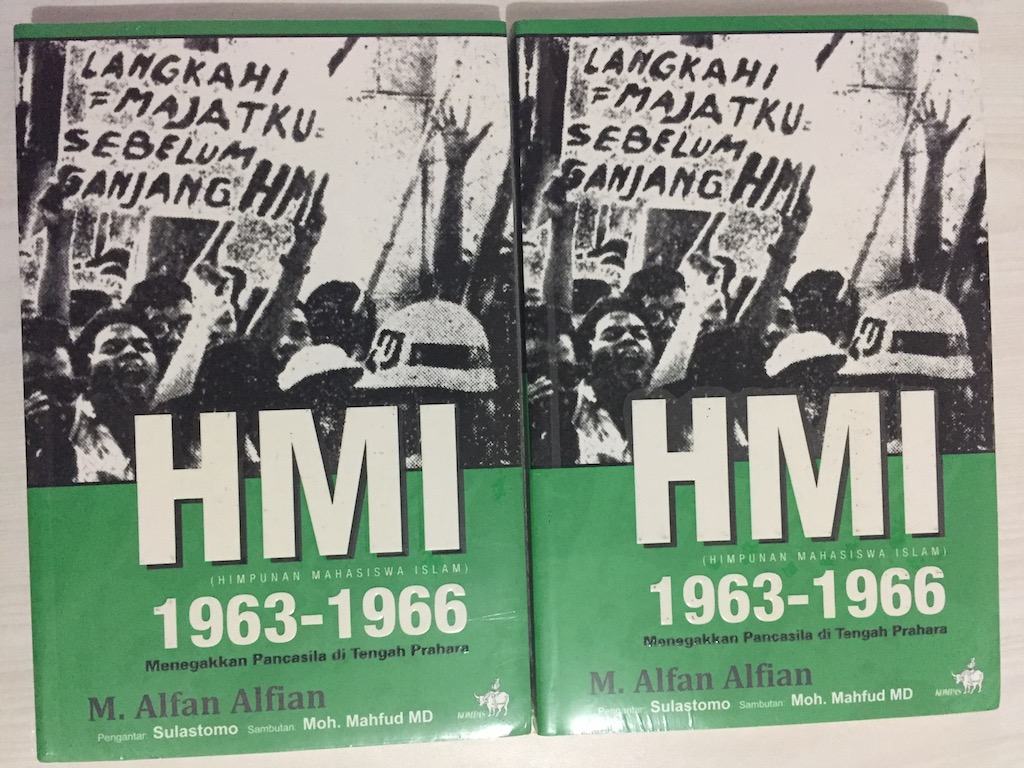 LANGKAHI
=MAJATKU=
SEBELUM
GANJANG HMI
HMI
(HIMPUNAN MAHASISWA ISLAM)
1963-1966
Menegakkan Pancasila di Tengah Prahara
M. Alfan Alfian
Pengantar: Sulastomo Sambutan: Moh. Mahfud MD
KOMPAS
LANGKAHI
=MAJATKU=
SEBELUM
GANJANG HMI
HMI
(HIMPUNAN MAHASISWA ISLAM)
1963-1966
Menegakkan Pancasila di Tengah Prahara
M. Alfan Alfian
Pengantar: Sulastomo Sambutan: Moh. Mahfud MD
KOMPAS